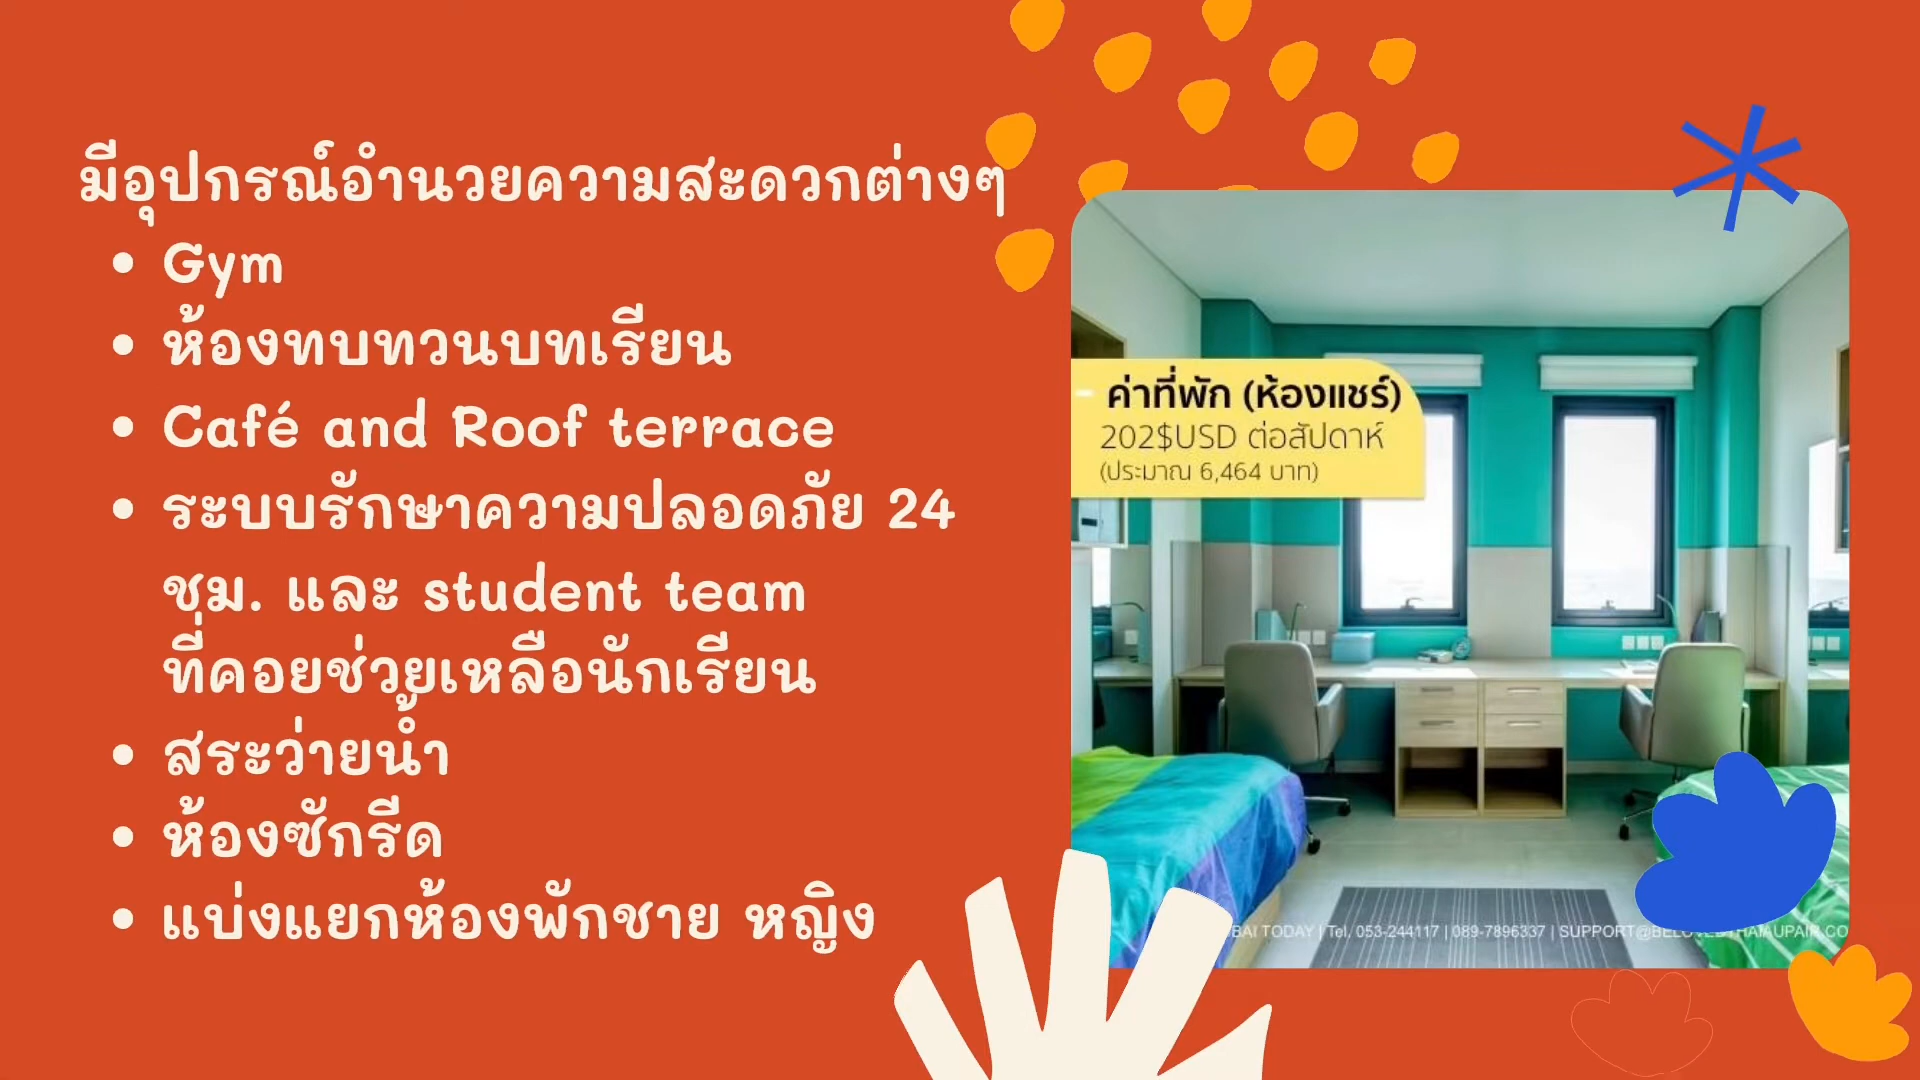 มีอุปกรณ์อำนวยความสะดวกต่างๆ
• Gym
• ห้องทบทวนบทเรียน
• Café and Roof terrace
• ระบบรักษาความปลอดภัย 24
ชม. และ student team
ที่คอยช่วยเหลือนักเรียน
• สระว่ายน้ำ
• ห้องซักรีด
• แบ่งแยกห้องพักชาย หญิง
ค่าที่พัก (ห้องแชร์)
202$USD ต่อสัปดาห์
(ประมาณ 6,464 บาท)
BAI TODAY | Tel. 053-244117 | 089-7896337 |